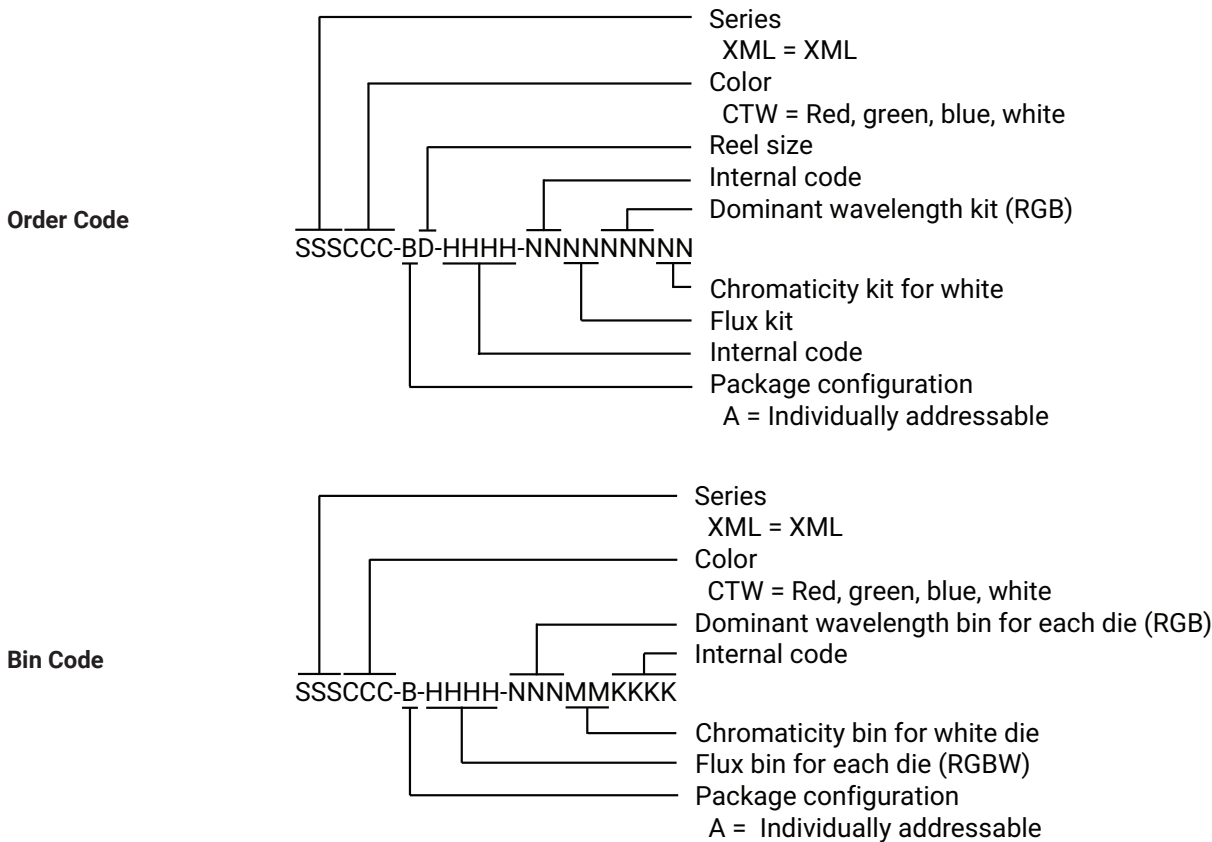 Series
XML = XML
Color
CTW = Red, green, blue, white
Reel size
Internal code
Dominant wavelength kit (RGB)
Order Code
SSSCCC-BD-HHHH-NNNNNNNNN
Chromaticity kit for white
Flux kit
Internal code
Package configuration
A = Individually addressable
Series
XML = XML
Color
CTW = Red, green, blue, white
Dominant wavelength bin for each die (RGB)
Internal code
Bin Code
SSSCCC-B-HHHH-NNNMMKKKK
Chromaticity bin for white die
Flux bin for each die (RGBW)
Package configuration
A = Individually addressable